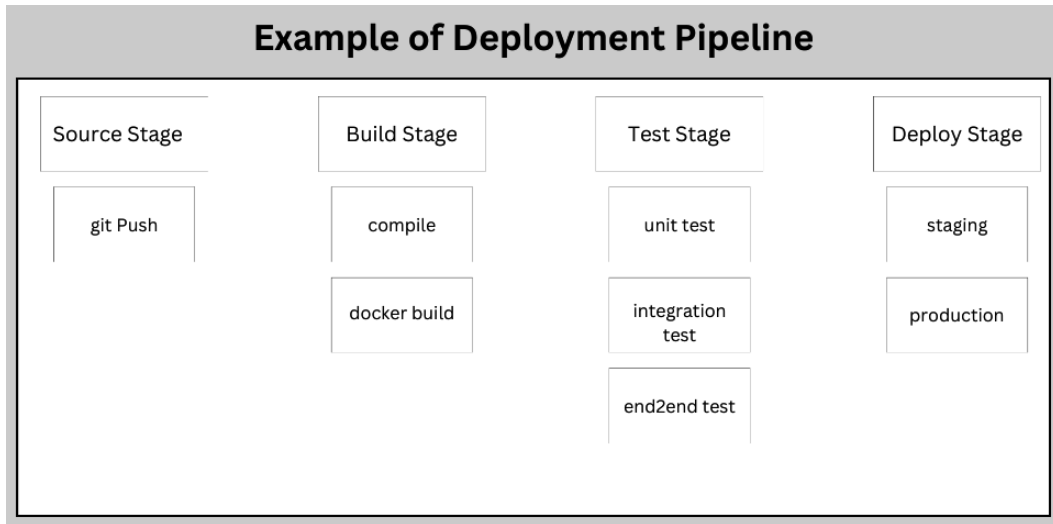 Example of Deployment Pipeline
Source Stage
git Push
Build Stage
compile
docker build
Test Stage
unit test
integration
test
end2end test
Deploy Stage
staging
production